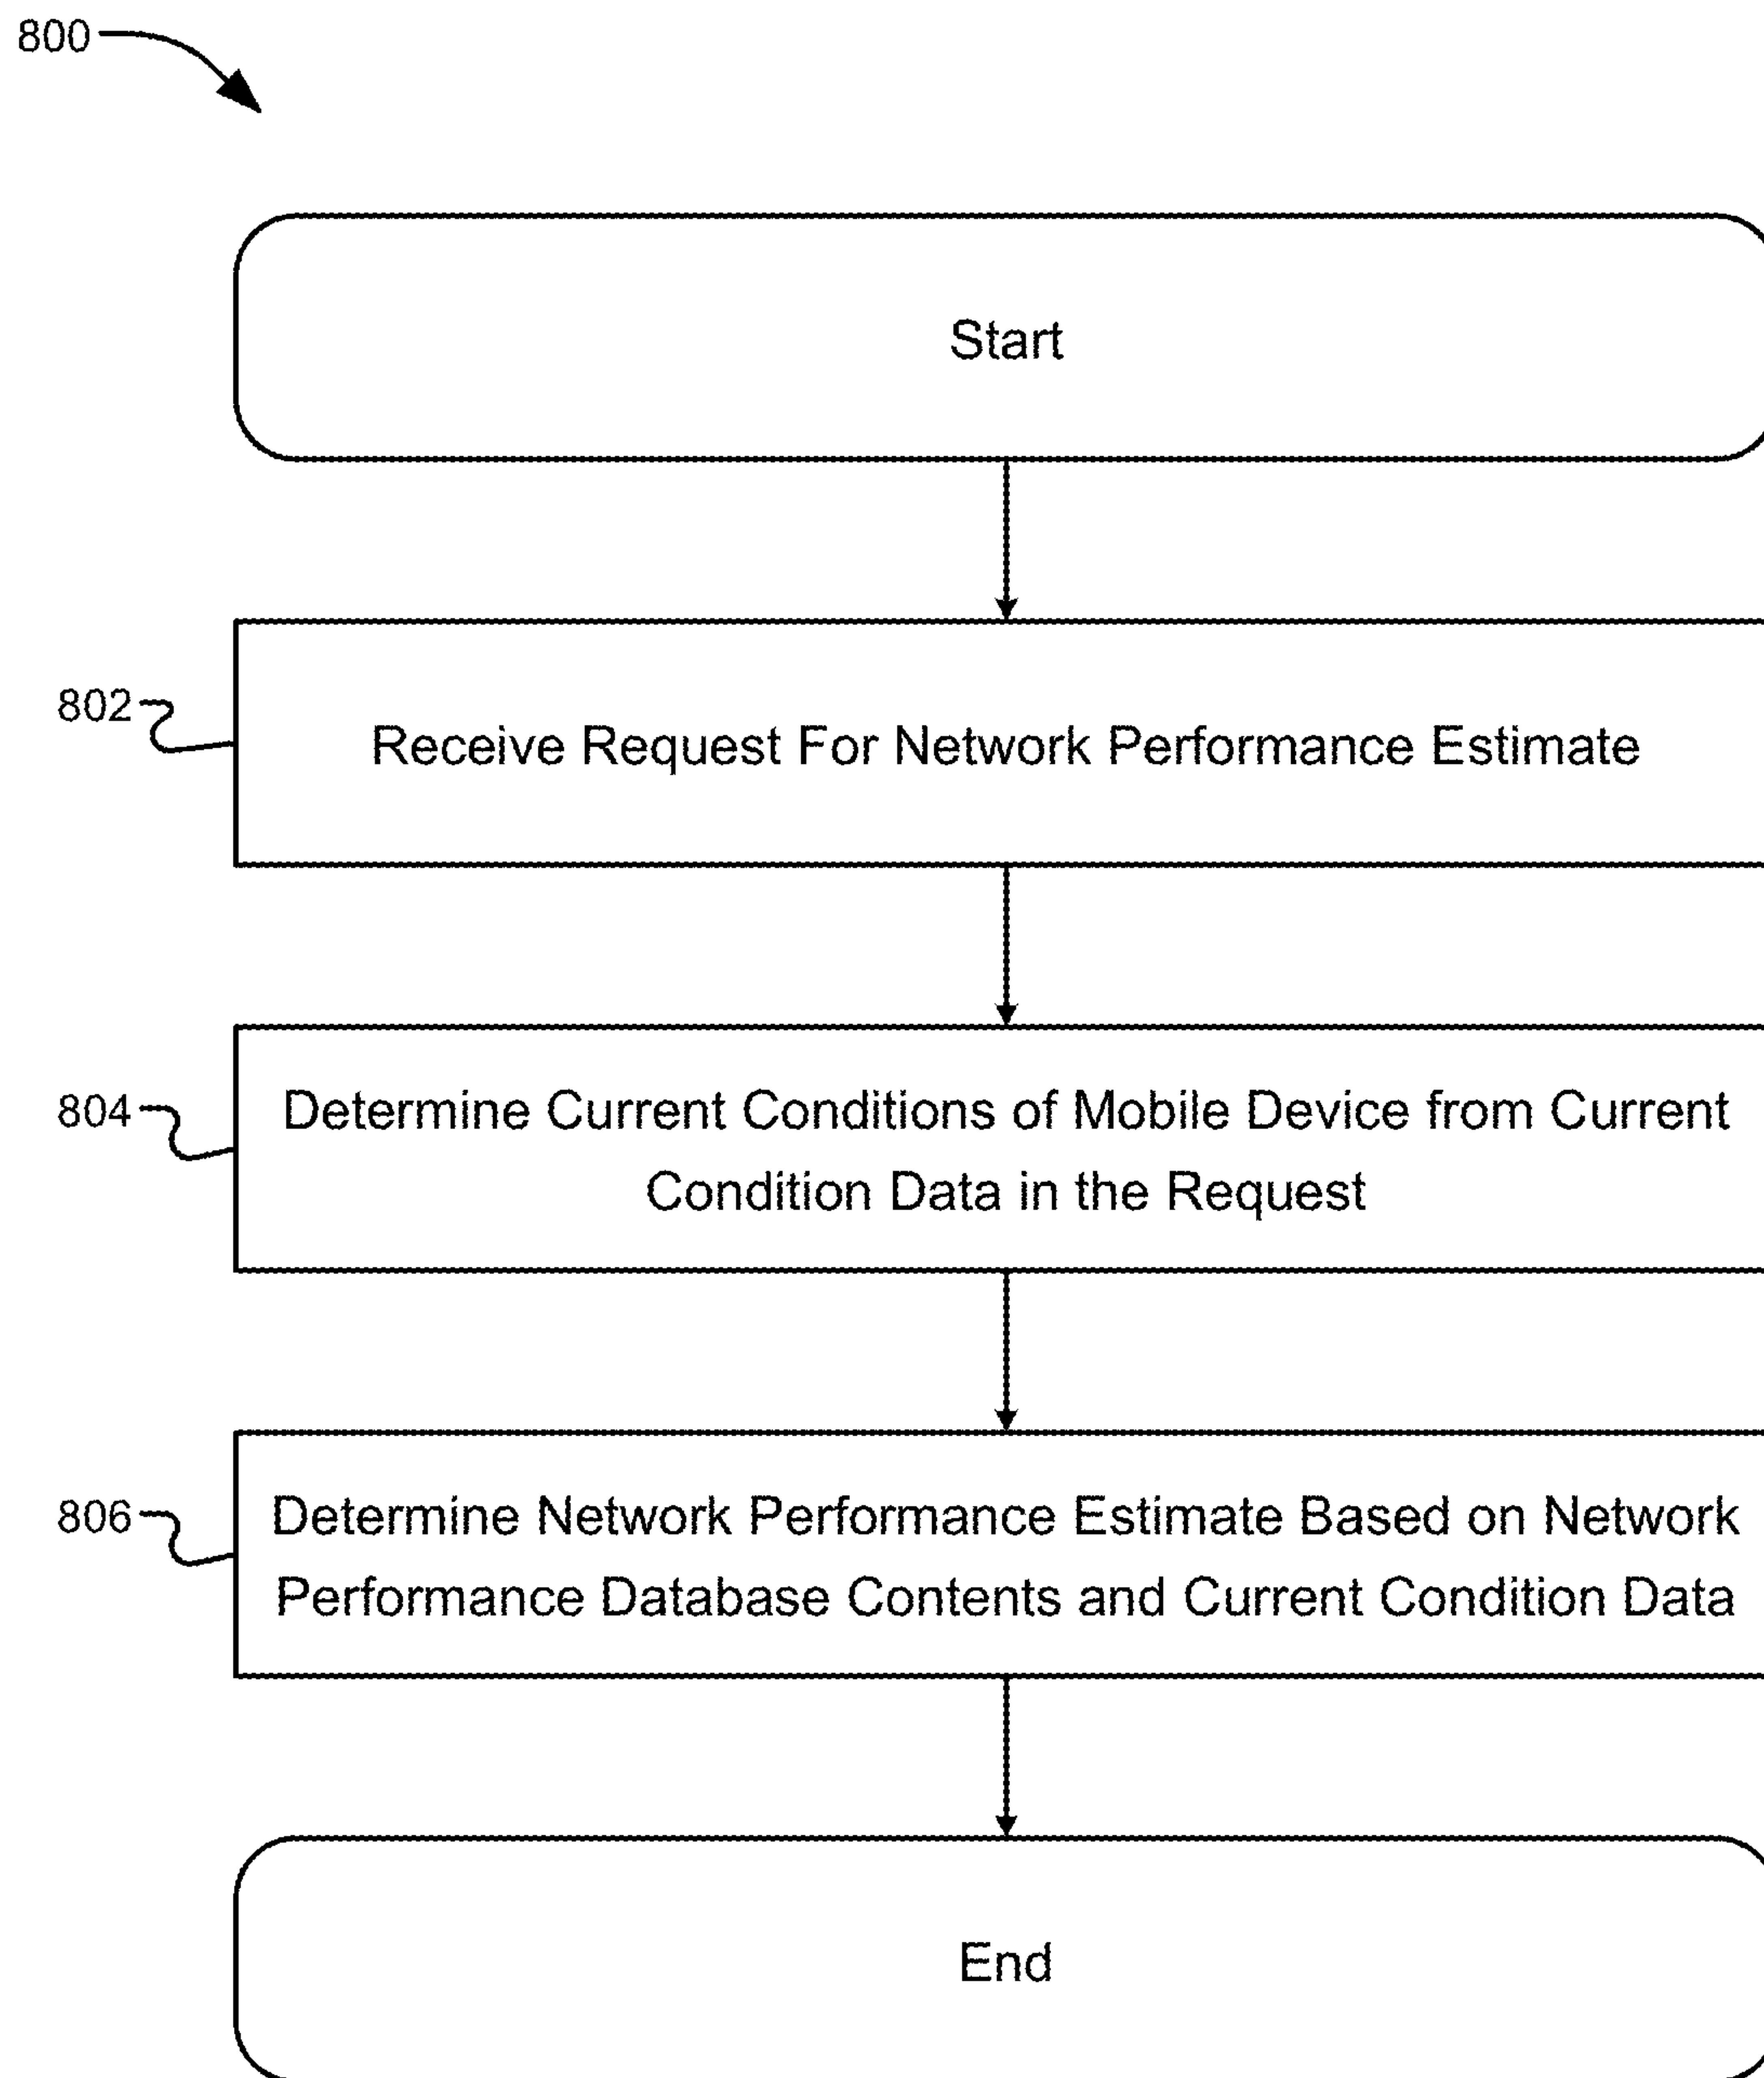 800
Start
802
Receive Request For Network Performance Estimate
804
Determine Current Conditions of Mobile Device from Current
Condition Data in the Request
806
Determine Network Performance Estimate Based on Network
Performance Database Contents and Current Condition Data
End